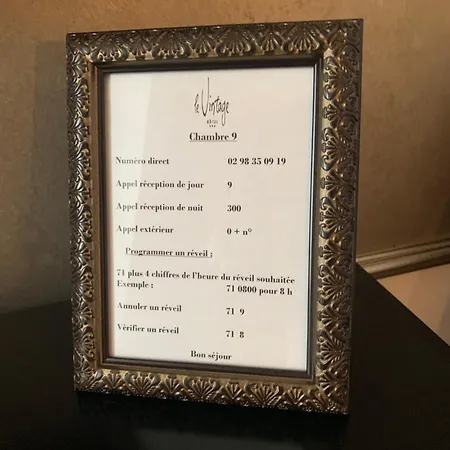 le Vintage
Chambre 9
Numéro direct 02 98 35 09 19
Appel réception de jour 9
Appel réception de nuit 300
Appel extérieur 0 + n°
Programmer un réveil :
71 plus 4 chiffres de l'heure du réveil souhaitée
Exemple : 71 0800 pour 8 h
Annuler un réveil 71 9
Vérifier un réveil 71 8
Bon séjour